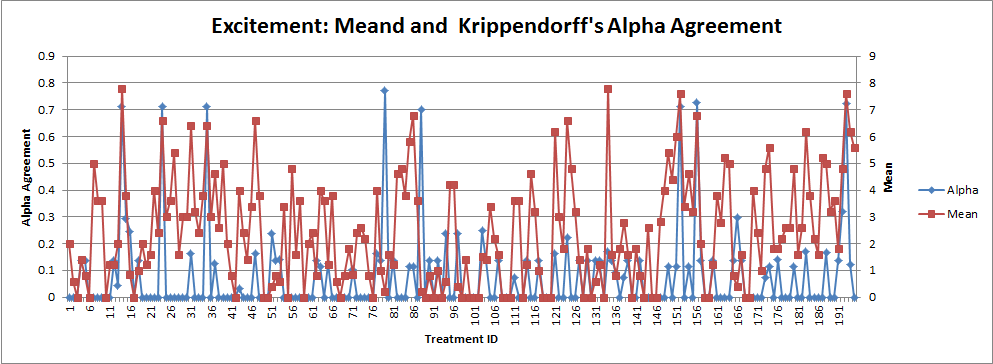 Excitement: Meand and Krippendorff's Alpha Agreement
0.9
0.8
0.7
0.6
0.5
0.4
0.3
0.2
0.1
0
Alpha Agreement
9
8
7
6
5
4
3
2
1
0
Mean
Alpha
Mean
1 6 11 16 21 26 31 36 41 46 51 56 61 66 71 76 81 86 91 96 101 106 111 116 121 126 131 136 141 146 151 156 161 166 171 176 181 186 191
Treatment ID